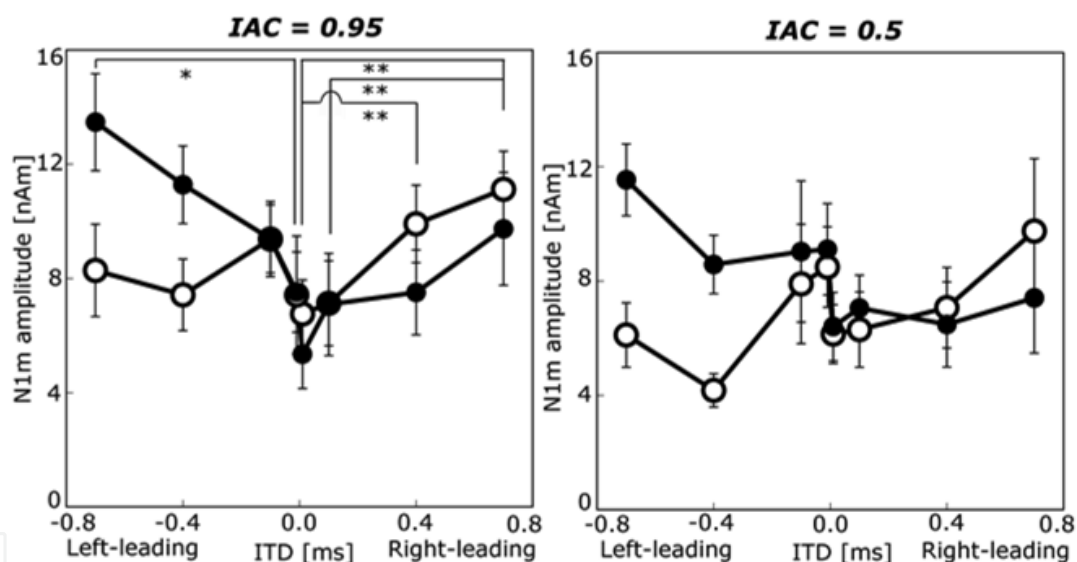 IAC = 0.95
16
12
8
4
0
N1m amplitude [nAm]
*
**
**
**
-0.8 -0.4 0.0 0.4 0.8
Left-leading ITD [ms] Right-leading
IAC = 0.5
16
12
8
4
0
N1m amplitude [nAm]
-0.8 -0.4 0.0 0.4 0.8
Left-leading ITD [ms] Right-leading